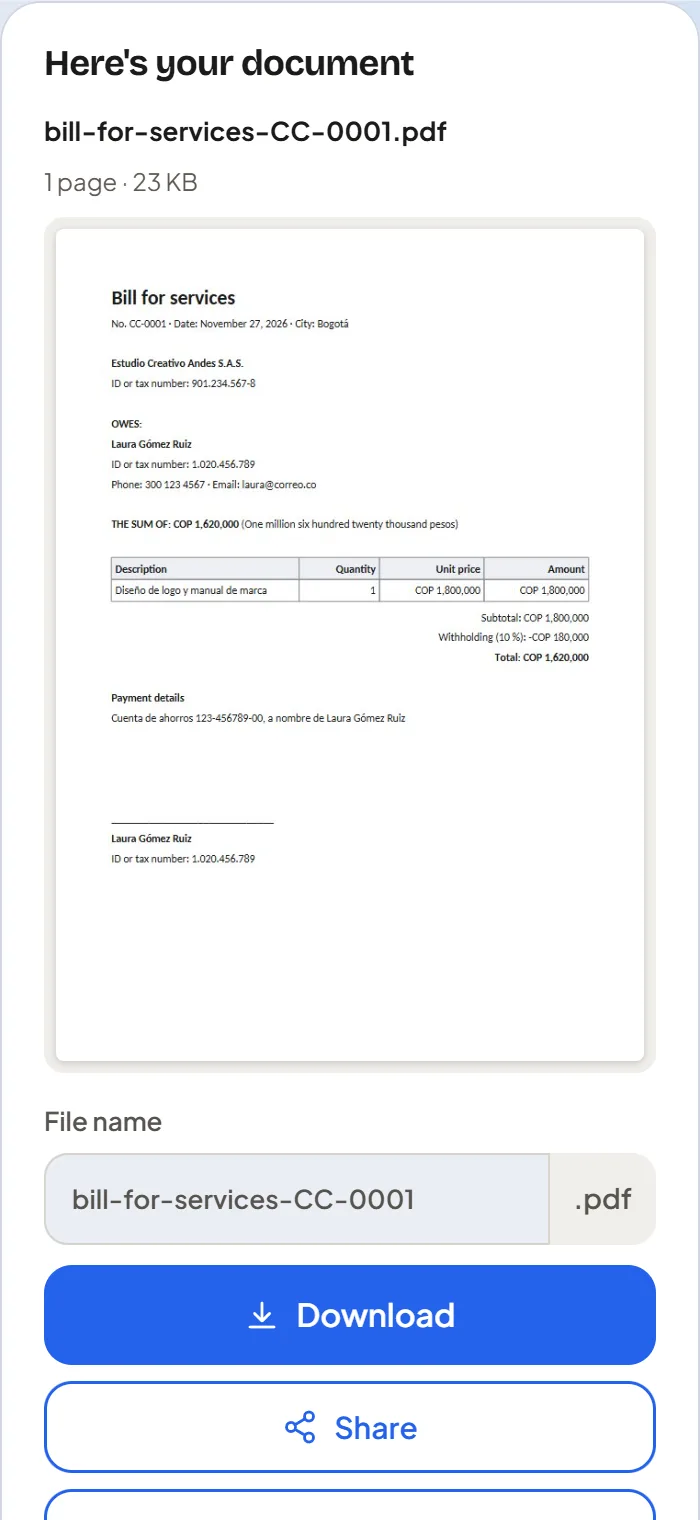 Here's your document
bill-for-services-CC-0001.pdf
1 page · 23 KB
Bill for services
No. CC-0001 · Date: November 27, 2026 · City: Bogotá
Estudio Creativo Andes S.A.S.
ID or tax number: 901.234.567-8
OWES:
Laura Gómez Ruiz
ID or tax number: 1.020.456.789
Phone: 300 123 4567 · Email: laura@correo.co
THE SUM OF: COP 1,620,000 (One million six hundred twenty thousand pesos)
Description Quantity Unit price Amount
Diseño de logo y manual de marca 1 COP 1,800,000 COP 1,800,000
Subtotal: COP 1,800,000
Withholding (10 %): -COP 180,000
Total: COP 1,620,000
Payment details
Cuenta de ahorros 123-456789-00, a nombre de Laura Gómez Ruiz
Laura Gómez Ruiz
ID or tax number: 1.020.456.789
File name
bill-for-services-CC-0001 .pdf
Download
Share